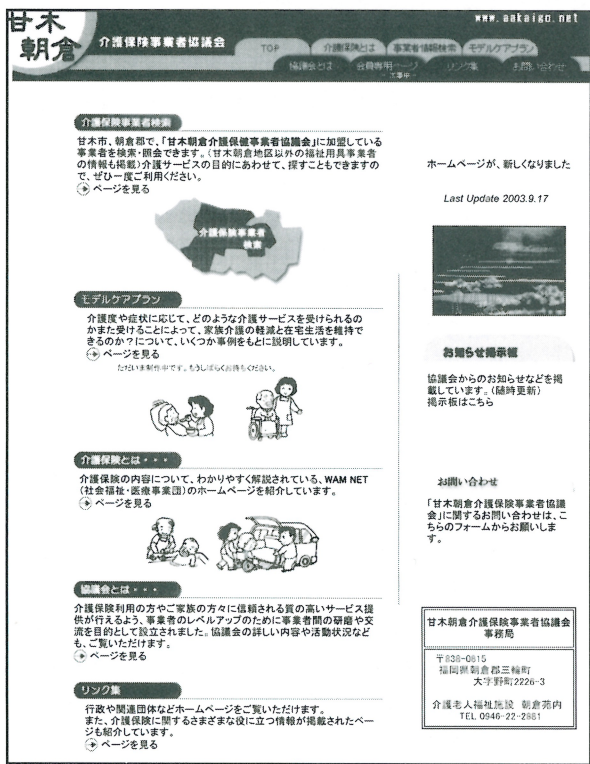 甘木
朝倉
介護保険事業者協議会
www.aakaigo.net
TOP
介護保険とは
事業者情報検索
モデルケアプラン
協議会とは
会員専用ページ
－工事中－
リンク集
お問い合わせ
介護保険事業者検索
甘木市、朝倉郡で、「甘木朝倉介護保健事業者協議会」に加盟している
事業者を検索・照会できます。（甘木朝倉地区以外の福祉用具事業者
の情報も掲載）介護サービスの目的にあわせて、探すこともできますの
で、ぜひ一度ご利用ください。
ページを見る
介護保険事業者
検索
モデルケアプラン
介護度や症状に応じて、どのような介護サービスを受けられるの
かまた受けることによって、家族介護の軽減と在宅生活を維持で
きるのか？について、いくつか事例をもとに説明しています。
ページを見る
ただいま制作中です。もうしばらくお待ちください。
介護保険とは・・・
介護保険の内容について、わかりやすく解説されている、WAM NET
（社会福祉・医療事業団）のホームページを紹介しています。
ページを見る
協議会とは・・・
介護保険利用の方やご家族の方々に信頼される質の高いサービス提
供が行えるよう、事業者のレベルアップのために事業者間の研磨や交
流を目的として設立されました。協議会の詳しい内容や活動状況など
も、ご覧いただけます。
ページを見る
リンク集
行政や関連団体などホームページをご覧いただけます。
また、介護保険に関するさまざまな役に立つ情報が掲載されたペー
ジも紹介しています。
ページを見る
ホームページが、新しくなりました
Last Update 2003.9.17
お知らせ掲示板
協議会からのお知らせなどを掲
載しています。（随時更新）
掲示板はこちら
お問い合わせ
「甘木朝倉介護保険事業者協議
会」に関するお問い合わせは、こ
ちらのフォームからお願いしま
す。
甘木朝倉介護保険事業者協議会
事務局
〒838-0815
福岡県朝倉郡三輪町
大字野町2226-3
介護老人福祉施設 朝倉苑内
TEL 0946-22-2881